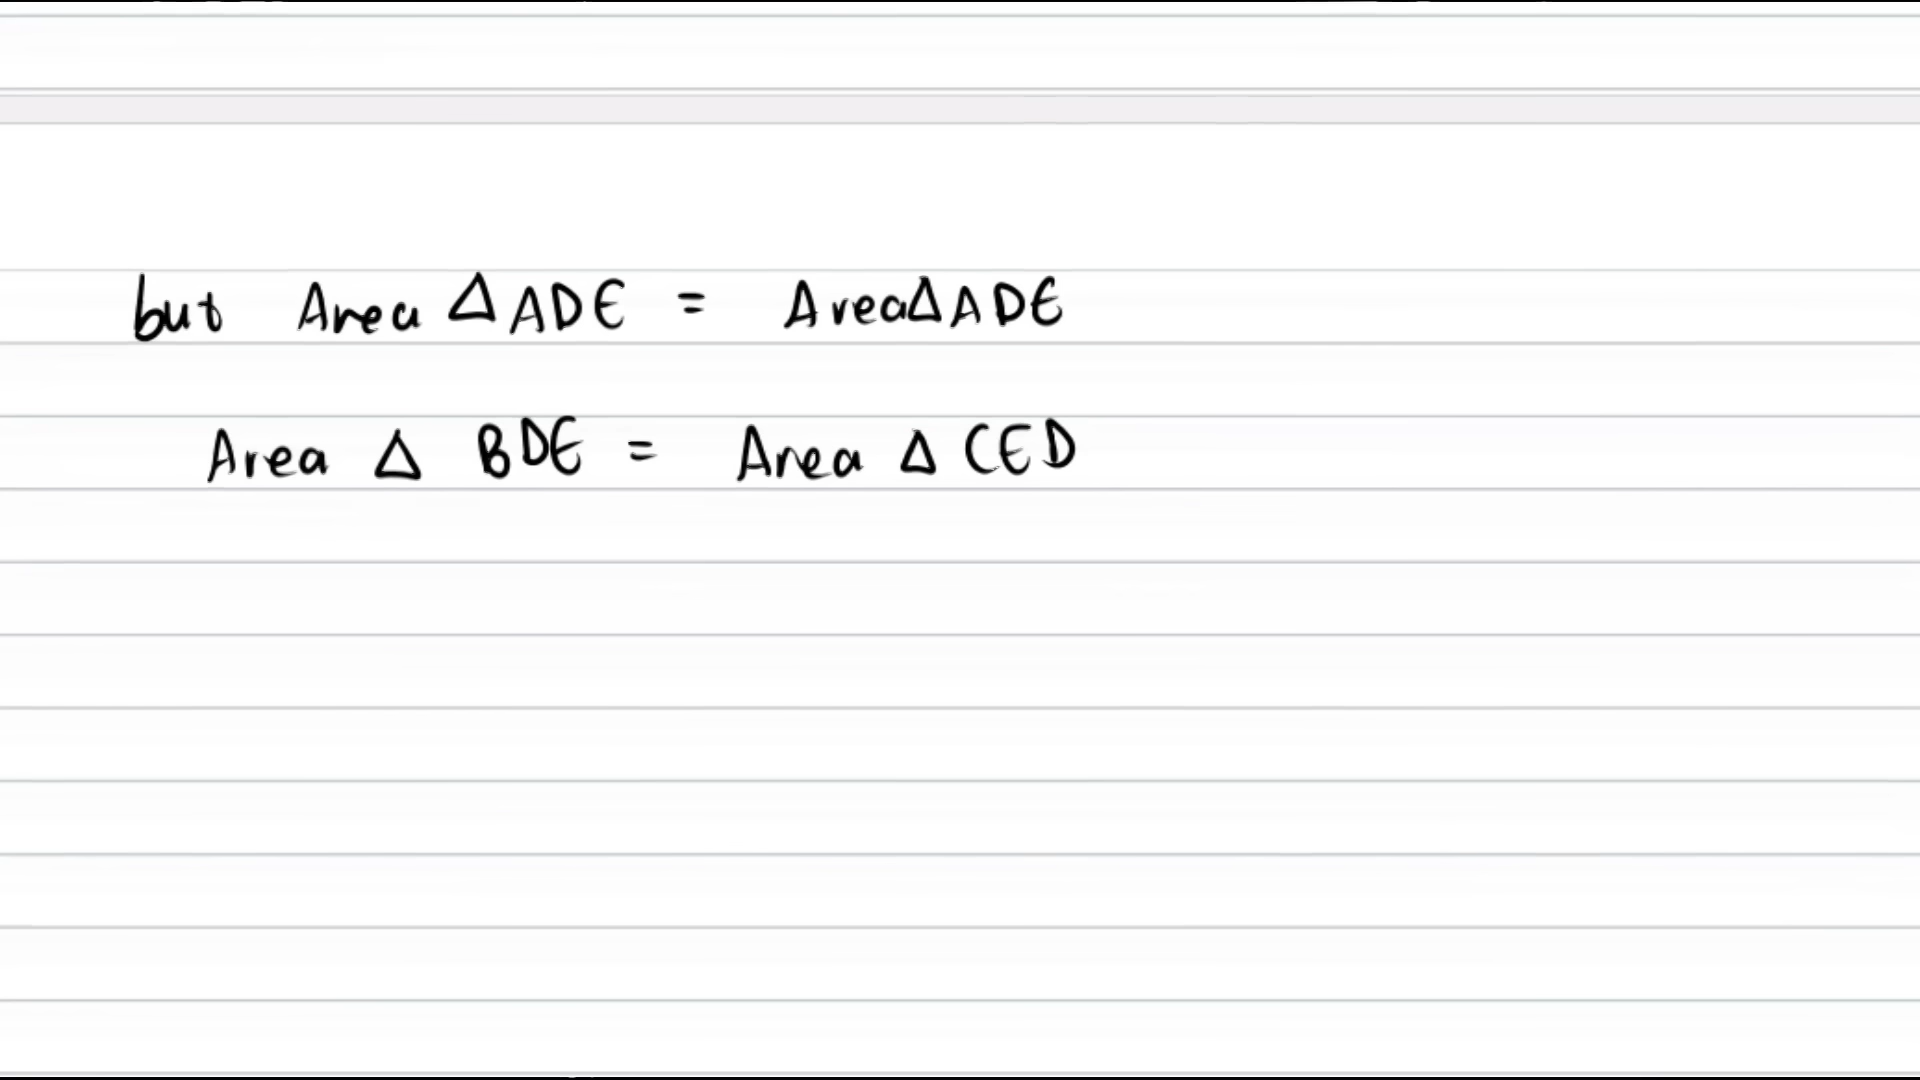 but Area △ADE = Area△ADE
Area △ BDE = Area △ CED